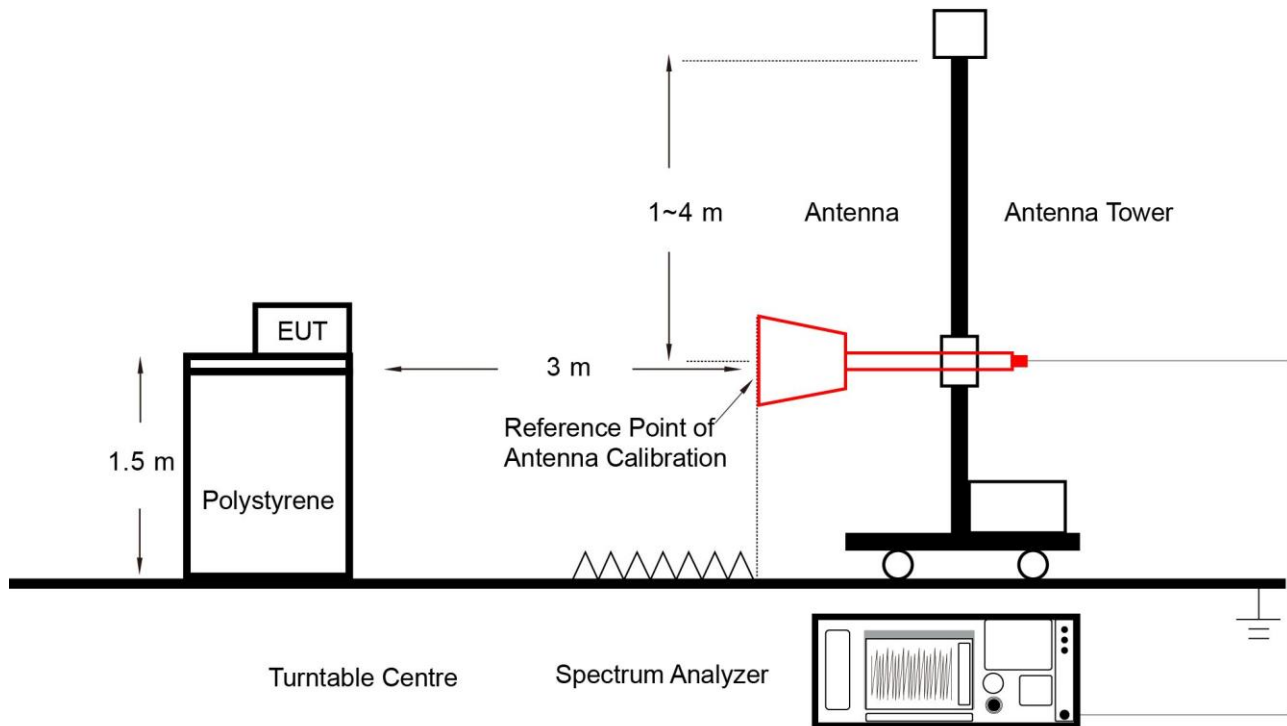 1~4 m
Antenna
Antenna Tower
EUT
3 m
Reference Point of
Antenna Calibration
1.5 m
Polystyrene
Turntable Centre
Spectrum Analyzer